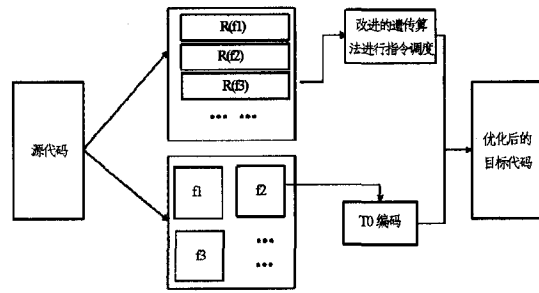 R(f1)
R(f2)
R(f3)
••• •••
改进的遗传算
法进行指令调度
源代码
优化后的
目标代码
f1
f2
f3
•••
•••
T0 编码